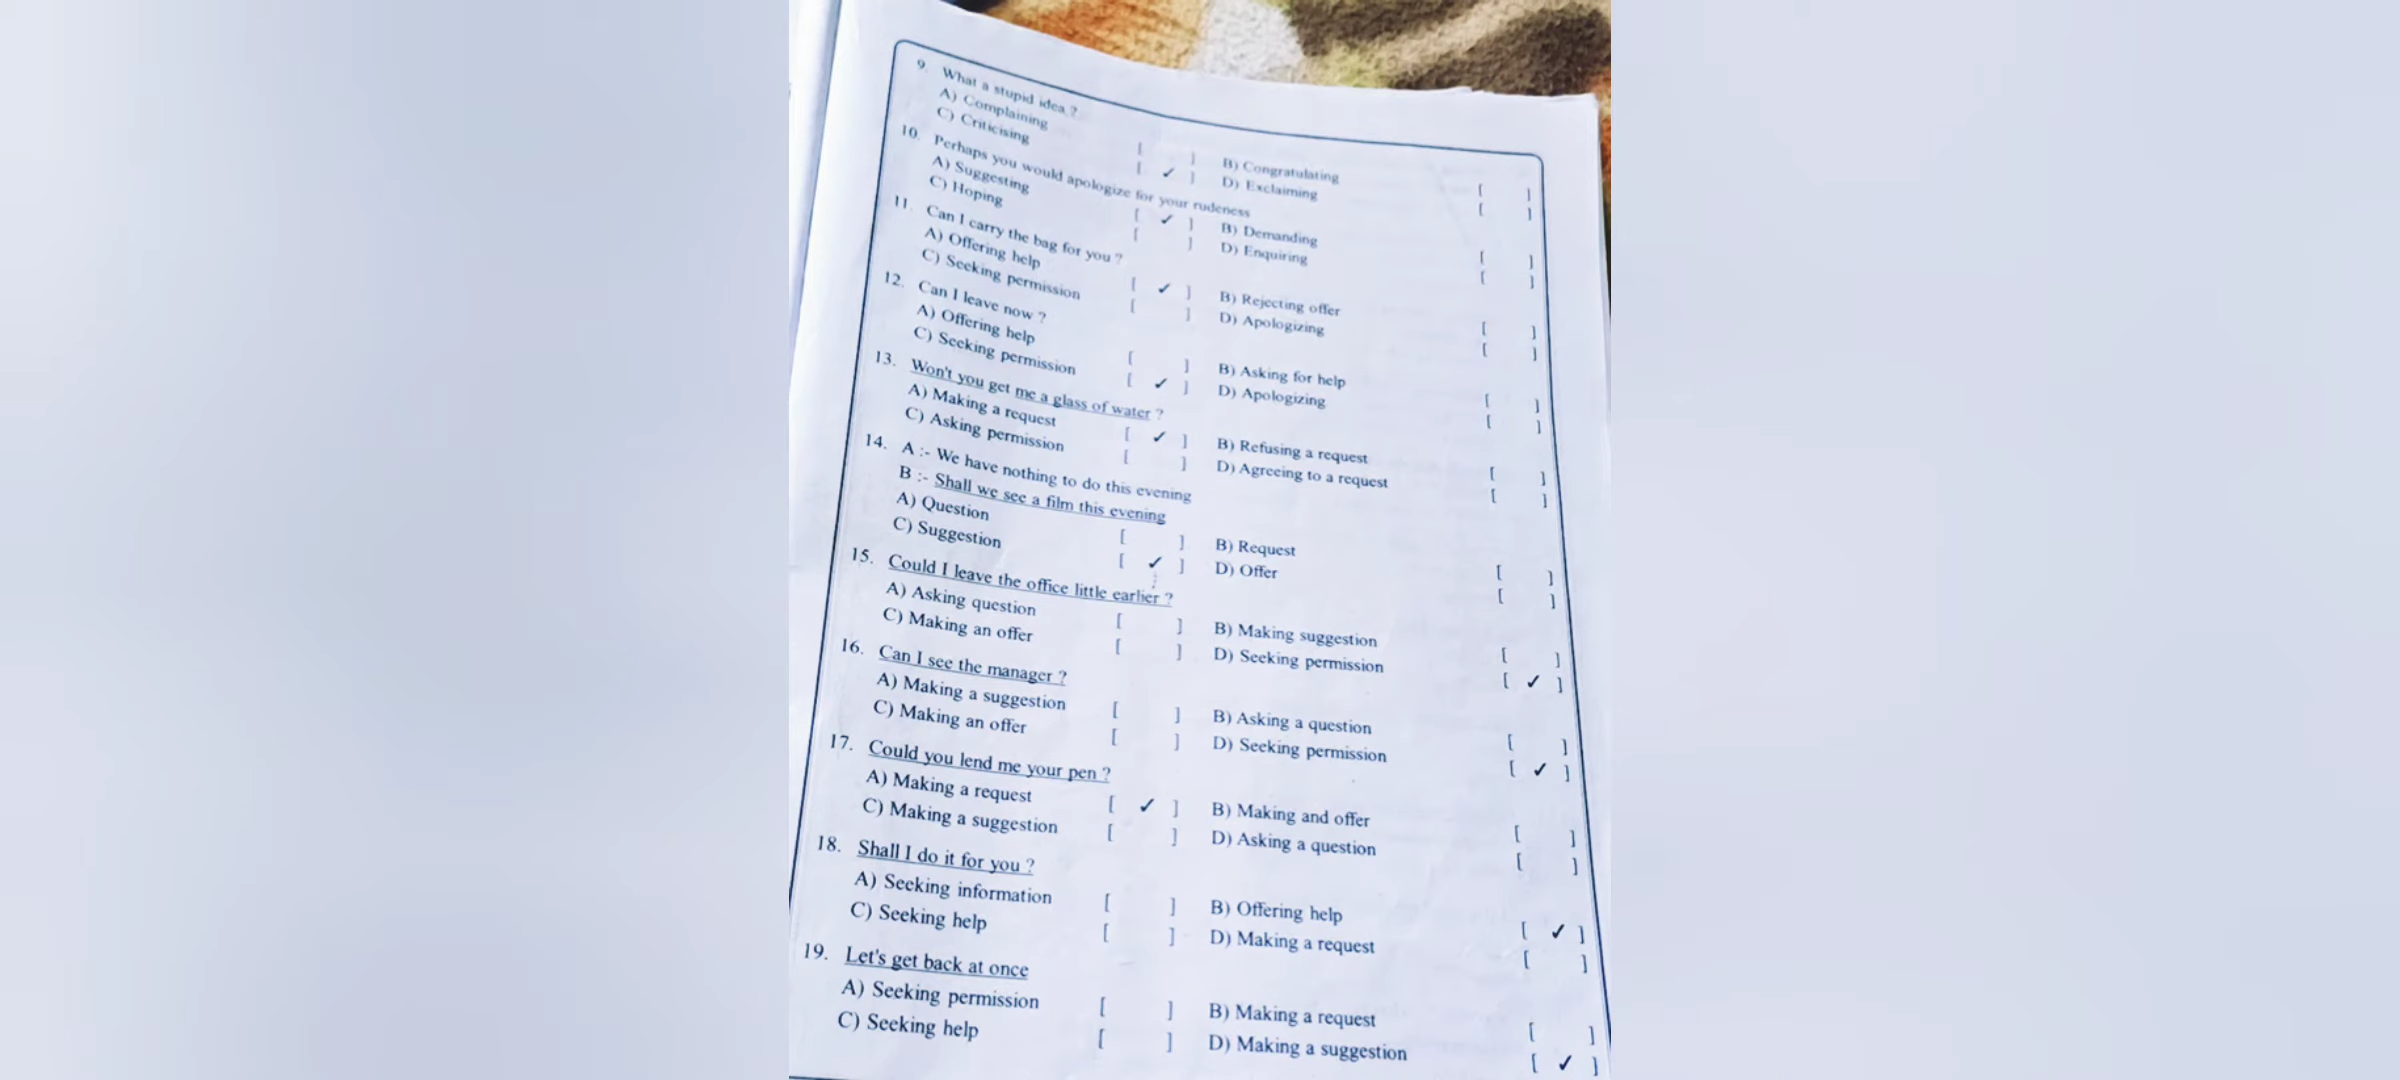 9. What a stupid idea ?
A) Complaining [ ] B) Congratulating [ ]
C) Criticising [ ✓ ] D) Exclaiming [ ]
10. Perhaps you would apologize for your rudeness
A) Suggesting [ ✓ ] B) Demanding [ ]
C) Hoping [ ] D) Enquiring [ ]
11. Can I carry the bag for you ?
A) Offering help [ ✓ ] B) Rejecting offer [ ]
C) Seeking permission [ ] D) Apologizing [ ]
12. Can I leave now ?
A) Offering help [ ] B) Asking for help [ ]
C) Seeking permission [ ✓ ] D) Apologizing [ ]
13. Won't you get me a glass of water ?
A) Making a request [ ✓ ] B) Refusing a request [ ]
C) Asking permission [ ] D) Agreeing to a request [ ]
14. A :- We have nothing to do this evening
B :- Shall we see a film this evening
A) Question [ ] B) Request [ ]
C) Suggestion [ ✓ ] D) Offer [ ]
15. Could I leave the office little earlier ?
A) Asking question [ ] B) Making suggestion [ ]
C) Making an offer [ ] D) Seeking permission [ ✓ ]
16. Can I see the manager ?
A) Making a suggestion [ ] B) Asking a question [ ]
C) Making an offer [ ] D) Seeking permission [ ✓ ]
17. Could you lend me your pen ?
A) Making a request [ ✓ ] B) Making and offer [ ]
C) Making a suggestion [ ] D) Asking a question [ ]
18. Shall I do it for you ?
A) Seeking information [ ] B) Offering help [ ✓ ]
C) Seeking help [ ] D) Making a request [ ]
19. Let's get back at once
A) Seeking permission [ ] B) Making a request [ ]
C) Seeking help [ ] D) Making a suggestion [ ✓ ]